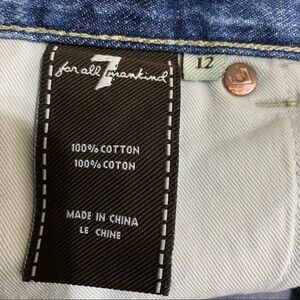 7
for all mankind
12
100% COTTON
100% COTON
MADE IN CHINA
LE CHINE